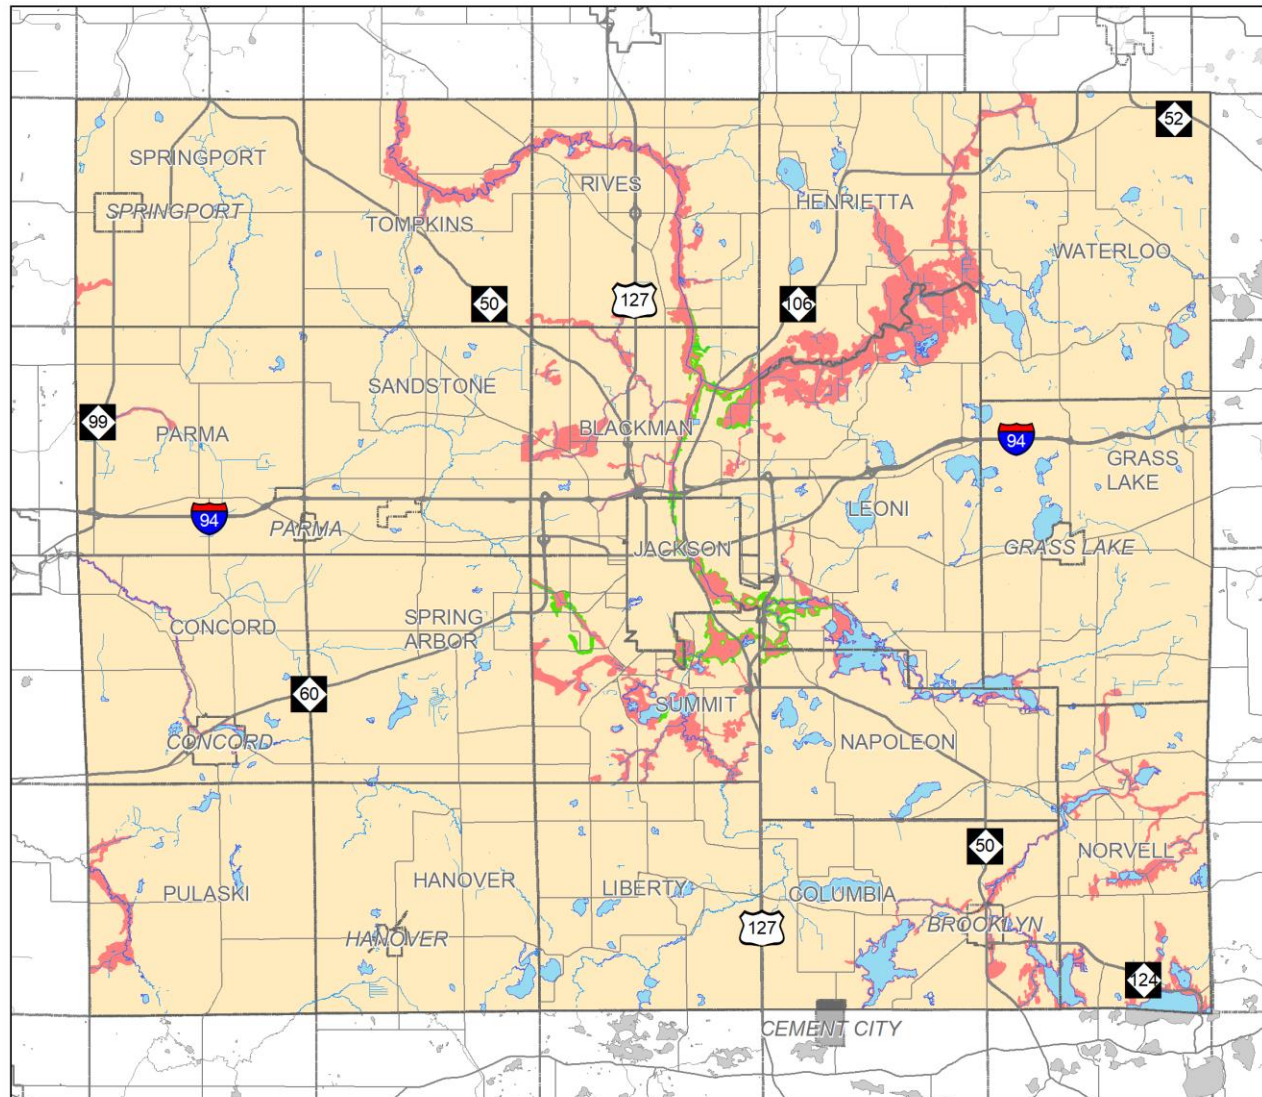 52
SPRINGPORT
RIVES
HENRIETTA
SPRINGPORT
TOMPKINS
WATERLOO
50
127
106
SANDSTONE
99
PARMA
BLACKMAN
94
GRASS
LAKE
94
PARMA
LEONI
JACKSON
GRASS LAKE
CONCORD
SPRING
ARBOR
60
SUMMIT
CONCORD
NAPOLEON
50
NORVELL
PULASKI
HANOVER
LIBERTY
COLUMBIA
HANOVER
127
BROOKLYN
124
CEMENT CITY